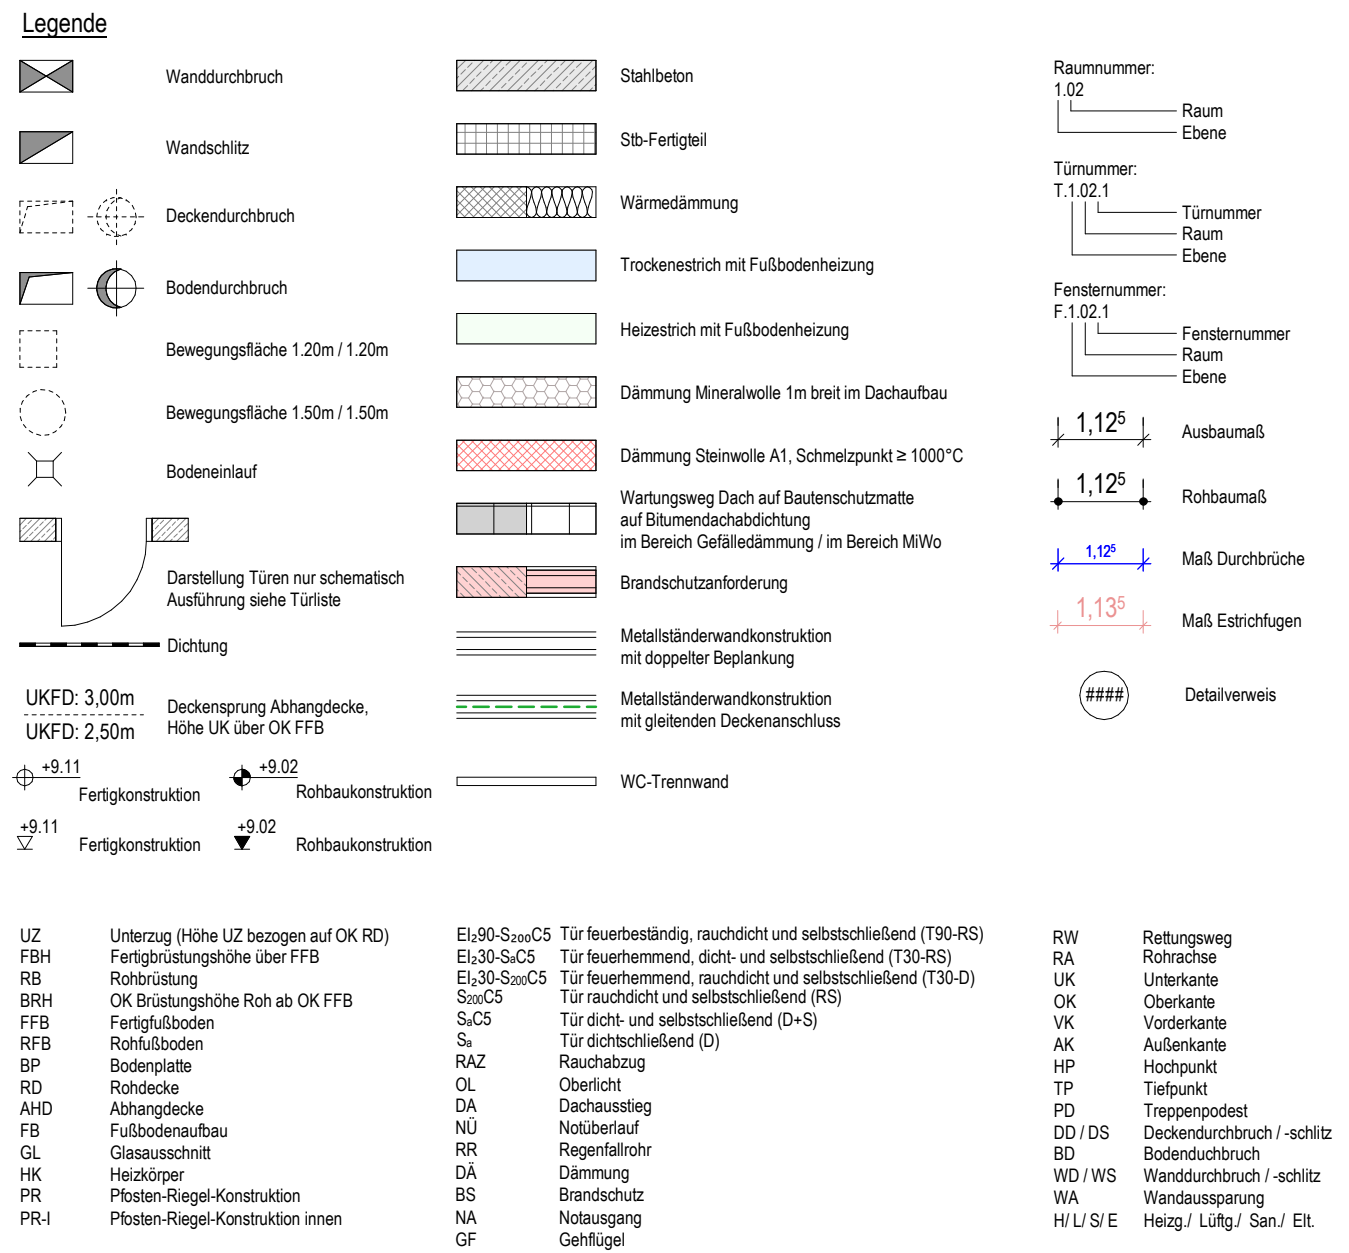 Legende
Wanddurchbruch
Wandschlitz
Deckendurchbruch
Bodendurchbruch
Bewegungsfläche 1.20m / 1.20m
Bewegungsfläche 1.50m / 1.50m
Bodeneinlauf
Darstellung Türen nur schematisch
Ausführung siehe Türliste
Dichtung
UKFD: 3,00m
UKFD: 2,50m
Deckensprung Abhangdecke,
Höhe UK über OK FFB
+9.11
Fertigkonstruktion
+9.02
Rohbaukonstruktion
+9.11
Fertigkonstruktion
+9.02
Rohbaukonstruktion
Stahlbeton
Stb-Fertigteil
Wärmedämmung
Trockenestrich mit Fußbodenheizung
Heizestrich mit Fußbodenheizung
Dämmung Mineralwolle 1m breit im Dachaufbau
Dämmung Steinwolle A1, Schmelzpunkt ≥ 1000°C
Wartungsweg Dach auf Bautenschutzmatte
auf Bitumendachabdichtung
im Bereich Gefälledämmung / im Bereich MiWo
Brandschutzanforderung
Metallständerwandkonstruktion
mit doppelter Beplankung
Metallständerwandkonstruktion
mit gleitenden Deckenanschluss
WC-Trennwand
Raumnummer:
1.02
Raum
Ebene
Türnummer:
T.1.02.1
Türnummer
Raum
Ebene
Fensternummer:
F.1.02.1
Fensternummer
Raum
Ebene
1,12⁵
Ausbaumaß
1,12⁵
Rohbaumaß
1,12⁵
Maß Durchbrüche
1,13⁵
Maß Estrichfugen
####
Detailverweis
UZ Unterzug (Höhe UZ bezogen auf OK RD)
FBH Fertigbrüstungshöhe über FFB
RB Rohbrüstung
BRH OK Brüstungshöhe Roh ab OK FFB
FFB Fertigfußboden
RFB Rohfußboden
BP Bodenplatte
RD Rohdecke
AHD Abhangdecke
FB Fußbodenaufbau
GL Glasausschnitt
HK Heizkörper
PR Pfosten-Riegel-Konstruktion
PR-I Pfosten-Riegel-Konstruktion innen
EI₂90-S₂₀₀C5 Tür feuerbeständig, rauchdicht und selbstschließend (T90-RS)
EI₂30-SₐC5 Tür feuerhemmend, dicht- und selbstschließend (T30-RS)
EI₂30-S₂₀₀C5 Tür feuerhemmend, rauchdicht und selbstschließend (T30-D)
S₂₀₀C5 Tür rauchdicht und selbstschließend (RS)
SₐC5 Tür dicht- und selbstschließend (D+S)
Sₐ Tür dichtschließend (D)
RAZ Rauchabzug
OL Oberlicht
DA Dachausstieg
NÜ Notüberlauf
RR Regenfallrohr
DÄ Dämmung
BS Brandschutz
NA Notausgang
GF Gehflügel
RW Rettungsweg
RA Rohrachse
UK Unterkante
OK Oberkante
VK Vorderkante
AK Außenkante
HP Hochpunkt
TP Tiefpunkt
PD Treppenpodest
DD / DS Deckendurchbruch / -schlitz
BD Bodenduchbruch
WD / WS Wanddurchbruch / -schlitz
WA Wandaussparung
H/ L/ S/ E Heizg./ Lüftg./ San./ Elt.